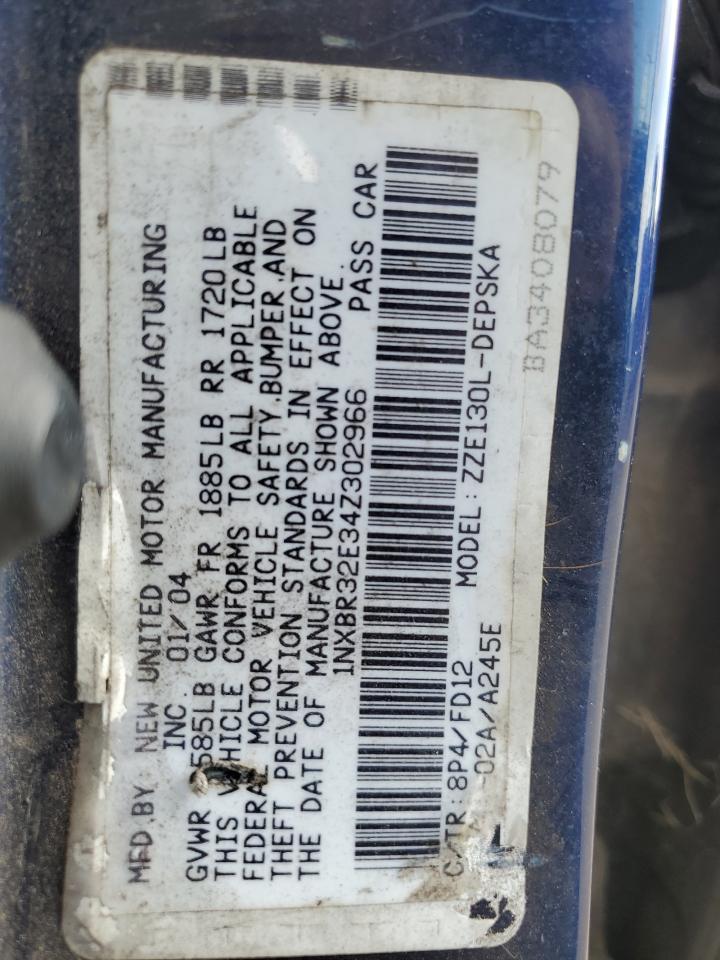 MFD.BY: NEW UNITED MOTOR MANUFACTURING
INC. 01/04
GVWR 585LB GAWR FR 1885LB RR 1720LB
THIS VEHICLE CONFORMS TO ALL APPLICABLE
FEDERAL MOTOR VEHICLE SAFETY,BUMPER,AND
THEFT PREVENTION STANDARDS IN EFFECT ON
THE DATE OF MANUFACTURE SHOWN ABOVE.
1NXBR32E34Z302966 PASS CAR
C/TR:8P4/FD12 MODEL:ZZE130L-DEPSKA
-02A/A245E
BA3408079